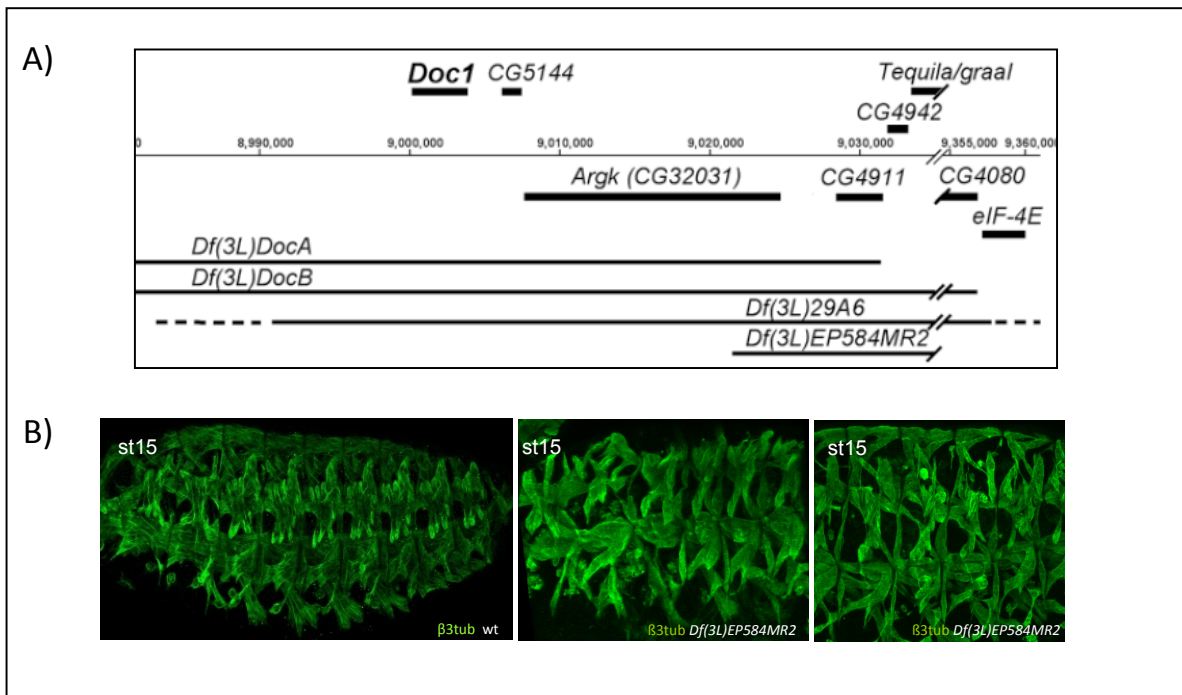 A)
Doc1 CG5144 Tequila/graal
CG4942
0 8,990,000 9,000,000 9,010,000 9,020,000 9,030,000 9,355,000 9,360,000
Argk (CG32031) CG4911 CG4080
eIF-4E
Df(3L)DocA
Df(3L)DocB
Df(3L)29A6
Df(3L)EP584MR2
B)
st15 st15 st15
β3tub wt ß3tub Df(3L)EP584MR2 ß3tub Df(3L)EP584MR2